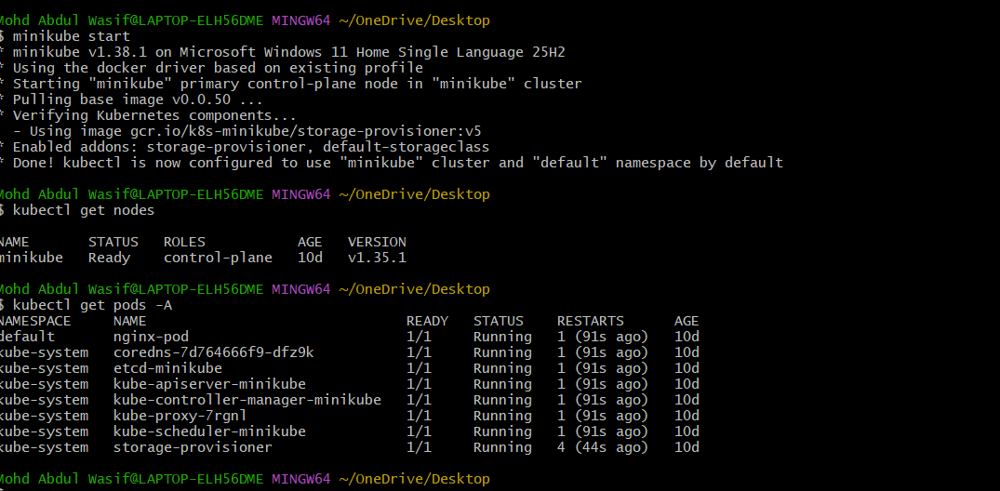 Mohd Abdul Wasif@LAPTOP-ELH56DME MINGW64 ~/OneDrive/Desktop
$ minikube start
* minikube v1.38.1 on Microsoft Windows 11 Home Single Language 25H2
* Using the docker driver based on existing profile
* Starting "minikube" primary control-plane node in "minikube" cluster
* Pulling base image v0.0.50 ...
* Verifying Kubernetes components...
  - Using image gcr.io/k8s-minikube/storage-provisioner:v5
* Enabled addons: storage-provisioner, default-storageclass
* Done! kubectl is now configured to use "minikube" cluster and "default" namespace by default
Mohd Abdul Wasif@LAPTOP-ELH56DME MINGW64 ~/OneDrive/Desktop
$ kubectl get nodes
NAME       STATUS   ROLES           AGE   VERSION
minikube   Ready    control-plane   10d   v1.35.1
Mohd Abdul Wasif@LAPTOP-ELH56DME MINGW64 ~/OneDrive/Desktop
$ kubectl get pods -A
NAMESPACE     NAME                               READY   STATUS    RESTARTS      AGE
default       nginx-pod                          1/1     Running   1 (91s ago)   10d
kube-system   coredns-7d764666f9-dfz9k           1/1     Running   1 (91s ago)   10d
kube-system   etcd-minikube                      1/1     Running   1 (91s ago)   10d
kube-system   kube-apiserver-minikube            1/1     Running   1 (91s ago)   10d
kube-system   kube-controller-manager-minikube   1/1     Running   1 (91s ago)   10d
kube-system   kube-proxy-7rgnl                   1/1     Running   1 (91s ago)   10d
kube-system   kube-scheduler-minikube            1/1     Running   1 (91s ago)   10d
kube-system   storage-provisioner                1/1     Running   4 (44s ago)   10d
Mohd Abdul Wasif@LAPTOP-ELH56DME MINGW64 ~/OneDrive/Desktop